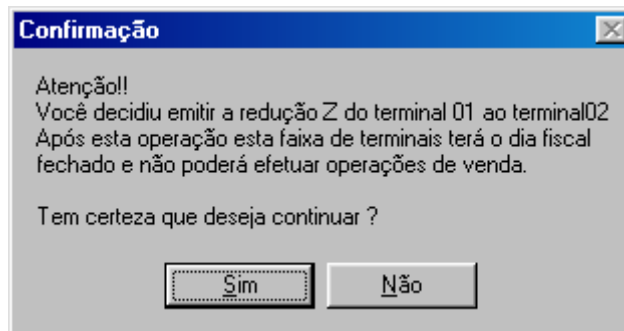 Confirmação
Atenção!!
Você decidiu emitir a redução Z do terminal 01 ao terminal02
Após esta operação esta faixa de terminais terá o dia fiscal
fechado e não poderá efetuar operações de venda.
Tem certeza que deseja continuar ?
Sim
Não